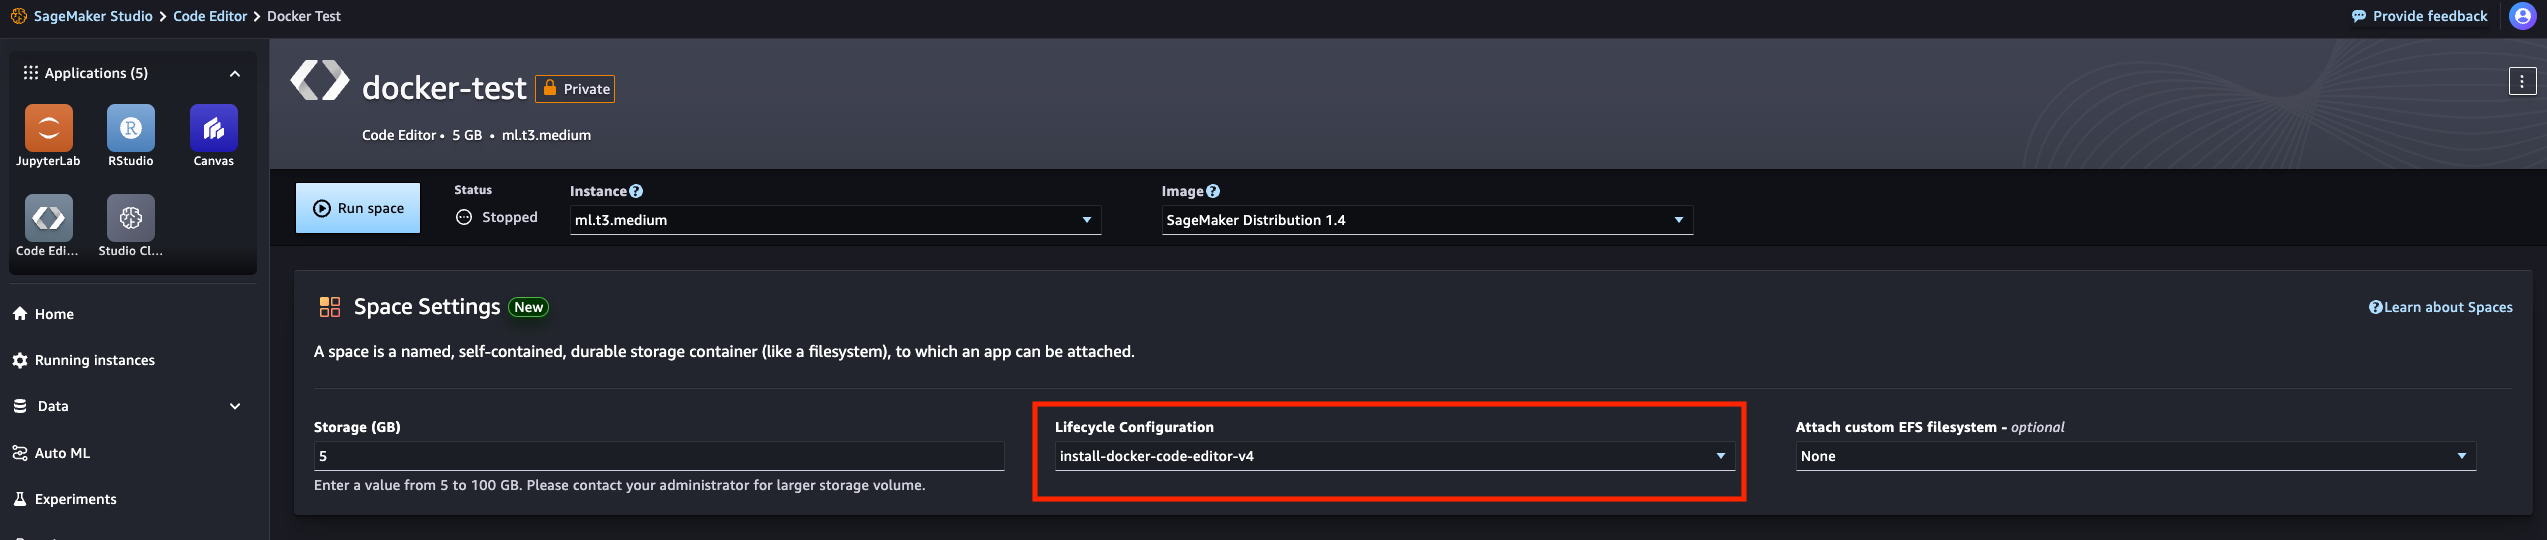 SageMaker Studio > Code Editor > Docker Test
Provide feedback
Applications (5)
JupyterLab
RStudio
Canvas
Code Edi...
Studio Cl...
Home
Running instances
Data
Auto ML
Experiments
docker-test
Private
Code Editor • 5 GB • ml.t3.medium
Run space
Status
Stopped
Instance
ml.t3.medium
Image
SageMaker Distribution 1.4
Space Settings New
Learn about Spaces
A space is a named, self-contained, durable storage container (like a filesystem), to which an app can be attached.
Storage (GB)
5
Enter a value from 5 to 100 GB. Please contact your administrator for larger storage volume.
Lifecycle Configuration
install-docker-code-editor-v4
Attach custom EFS filesystem - optional
None